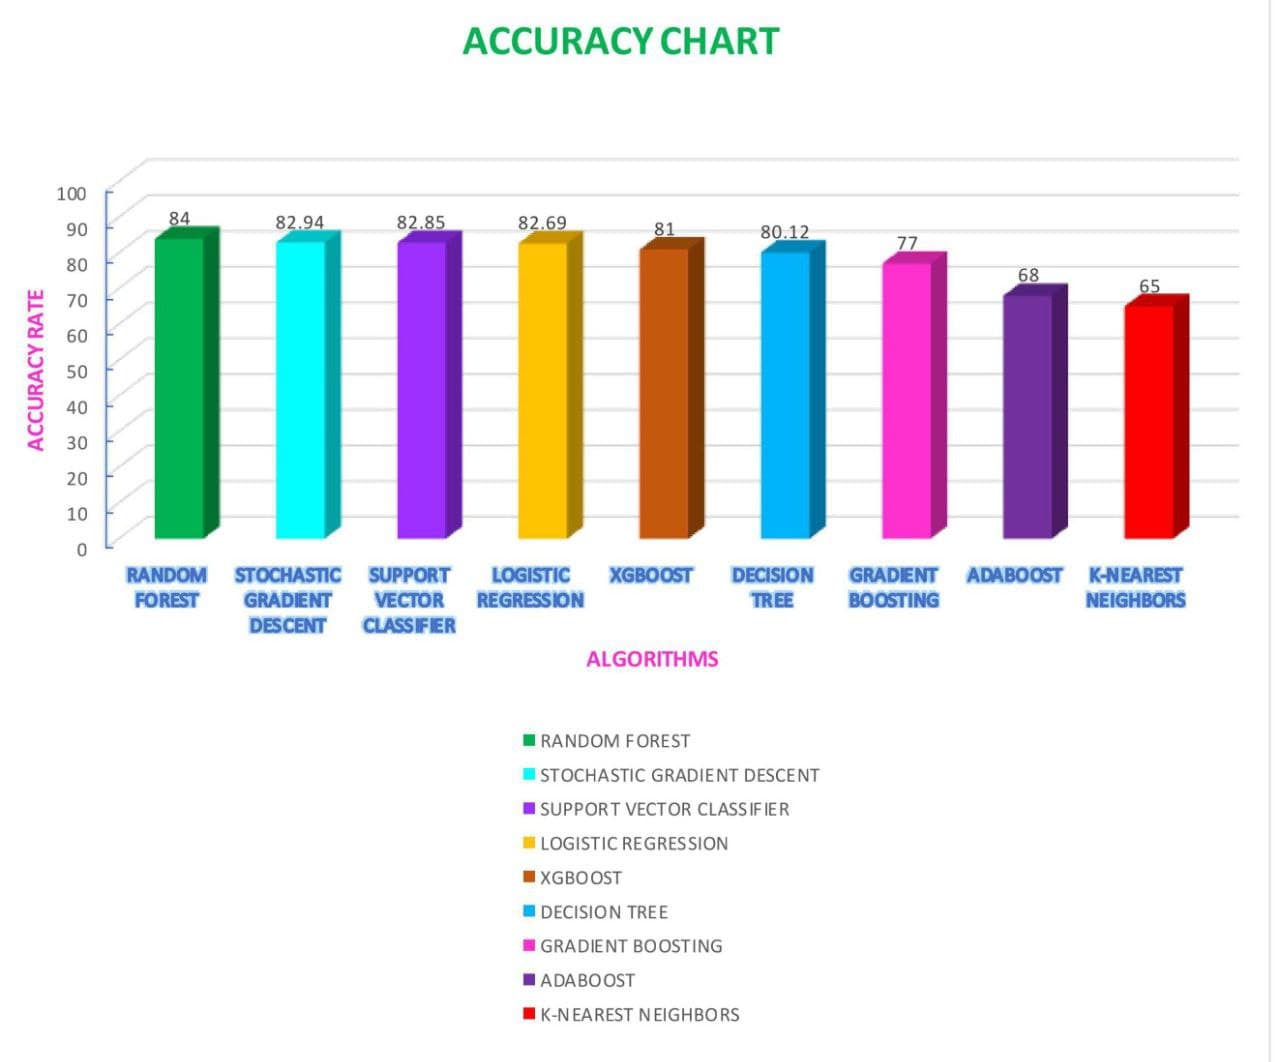 ACCURACY CHART
100
90
80
70
60
50
40
30
20
10
0
ACCURACY RATE
84
82.94
82.85
82.69
81
80.12
77
68
65
RANDOM
FOREST
STOCHASTIC
GRADIENT
DESCENT
SUPPORT
VECTOR
CLASSIFIER
LOGISTIC
REGRESSION
XGBOOST
DECISION
TREE
GRADIENT
BOOSTING
ADABOOST
K-NEAREST
NEIGHBORS
ALGORITHMS
RANDOM FOREST
STOCHASTIC GRADIENT DESCENT
SUPPORT VECTOR CLASSIFIER
LOGISTIC REGRESSION
XGBOOST
DECISION TREE
GRADIENT BOOSTING
ADABOOST
K-NEAREST NEIGHBORS